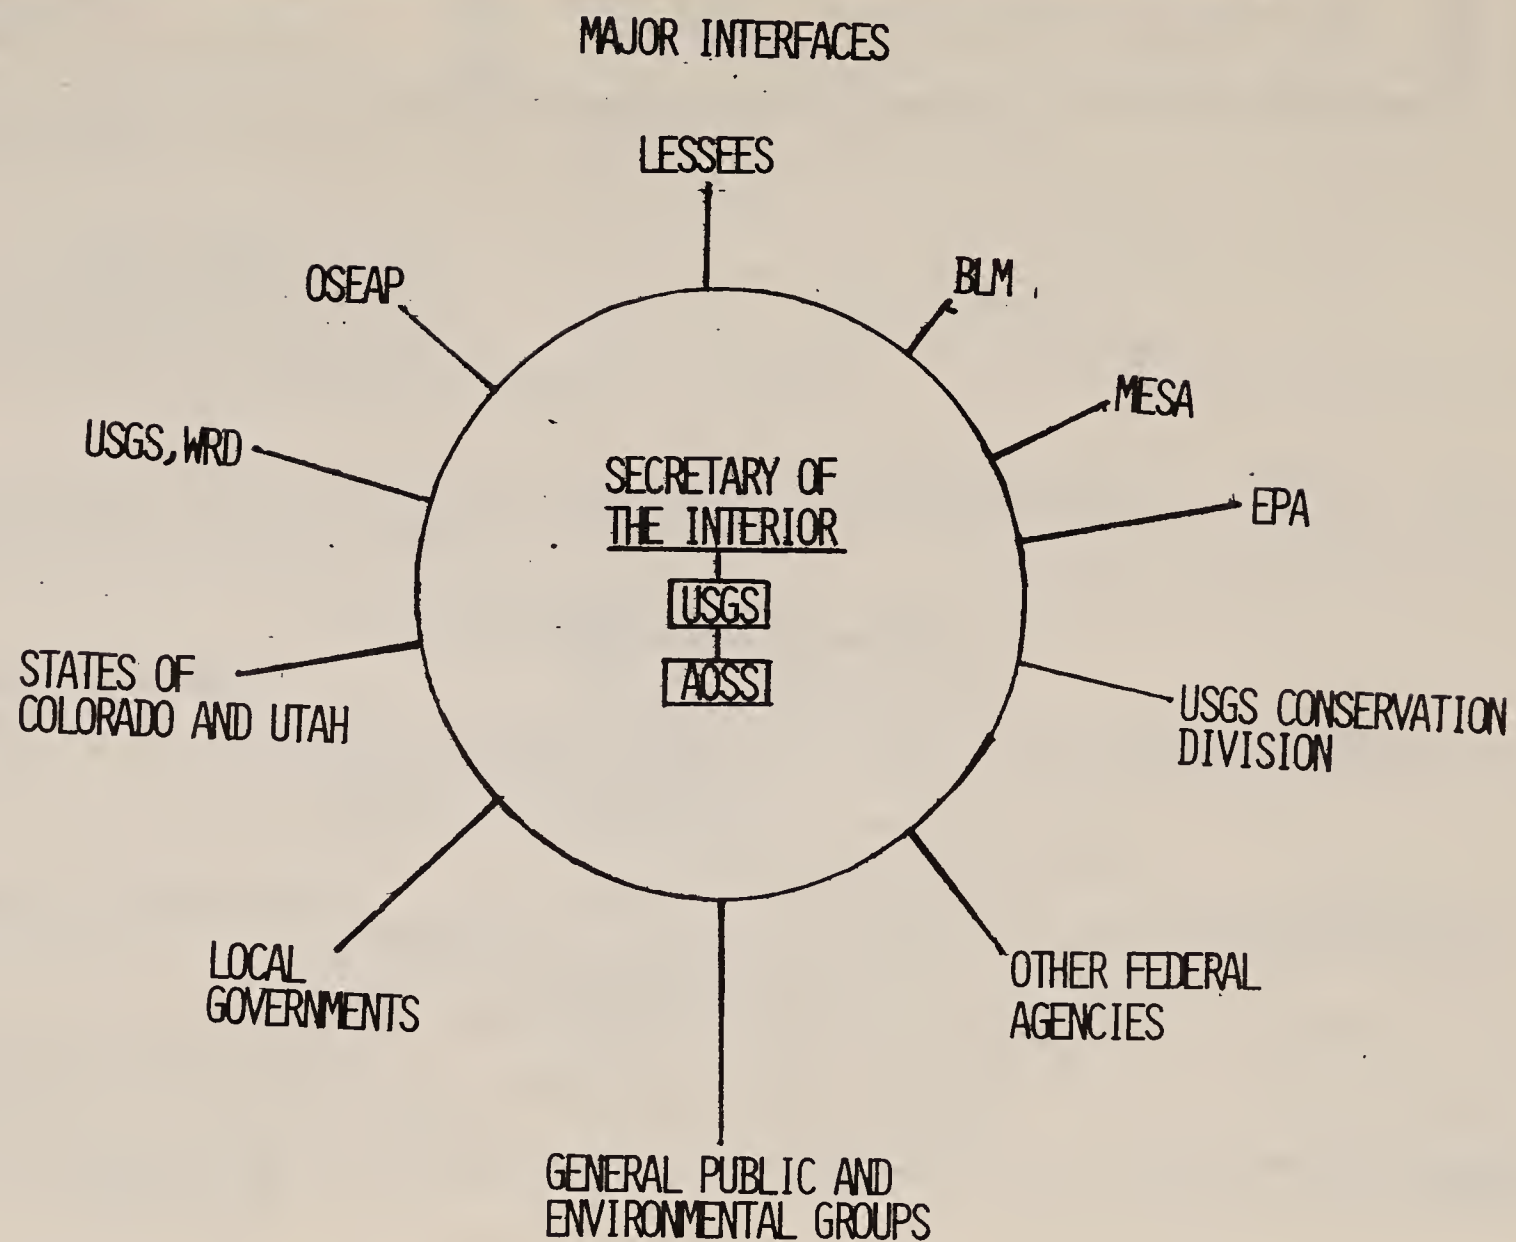 MAJOR INTERFACES
LESSEES
OSEAP
BLM
MESA
USGS, WRD
EPA
SECRETARY OF
THE INTERIOR
USGS
AOSS
STATES OF
COLORADO AND UTAH
USGS CONSERVATION
DIVISION
LOCAL
GOVERNMENTS
OTHER FEDERAL
AGENCIES
GENERAL PUBLIC AND
ENVIRONMENTAL GROUPS